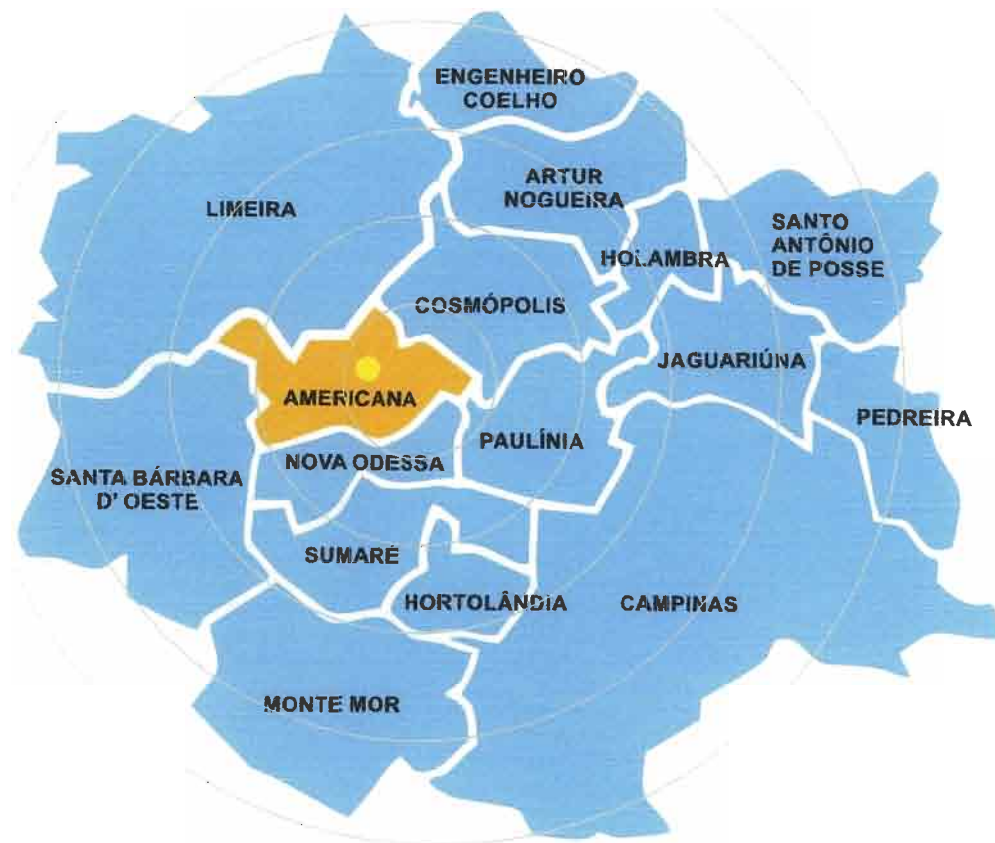 ENGENHEIRO
COELHO
ARTUR
NOGUEIRA
LIMEIRA
SANTO
ANTÔNIO
DE POSSE
HOLAMBRA
COSMÓPOLIS
JAGUARIÚNA
AMERICANA
PEDREIRA
PAULÍNIA
NOVA ODESSA
SANTA BÁRBARA
D' OESTE
SUMARÉ
HORTOLÂNDIA
CAMPINAS
MONTE MOR